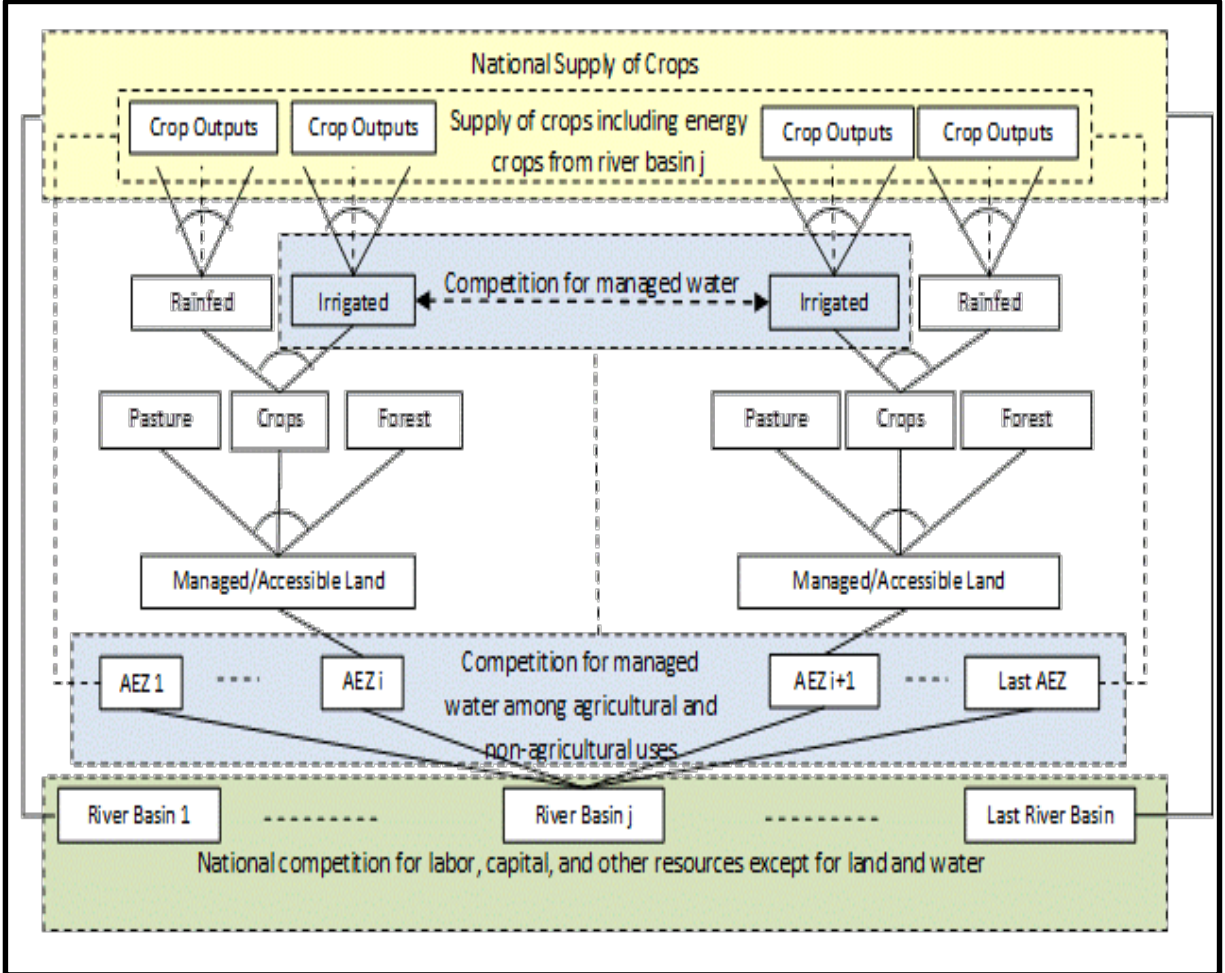 National Supply of Crops
Crop Outputs
Crop Outputs
Supply of crops including energy
crops from river basin j
Crop Outputs
Crop Outputs
Rainfed
Irrigated
Competition for managed water
Irrigated
Rainfed
Pasture
Crops
Forest
Pasture
Crops
Forest
Managed/Accessible Land
Managed/Accessible Land
AEZ 1
AEZ i
Competition for managed
water among agricultural and
non-agricultural uses
AEZ i+1
Last AEZ
River Basin 1
River Basin j
Last River Basin
National competition for labor, capital, and other resources except for land and water